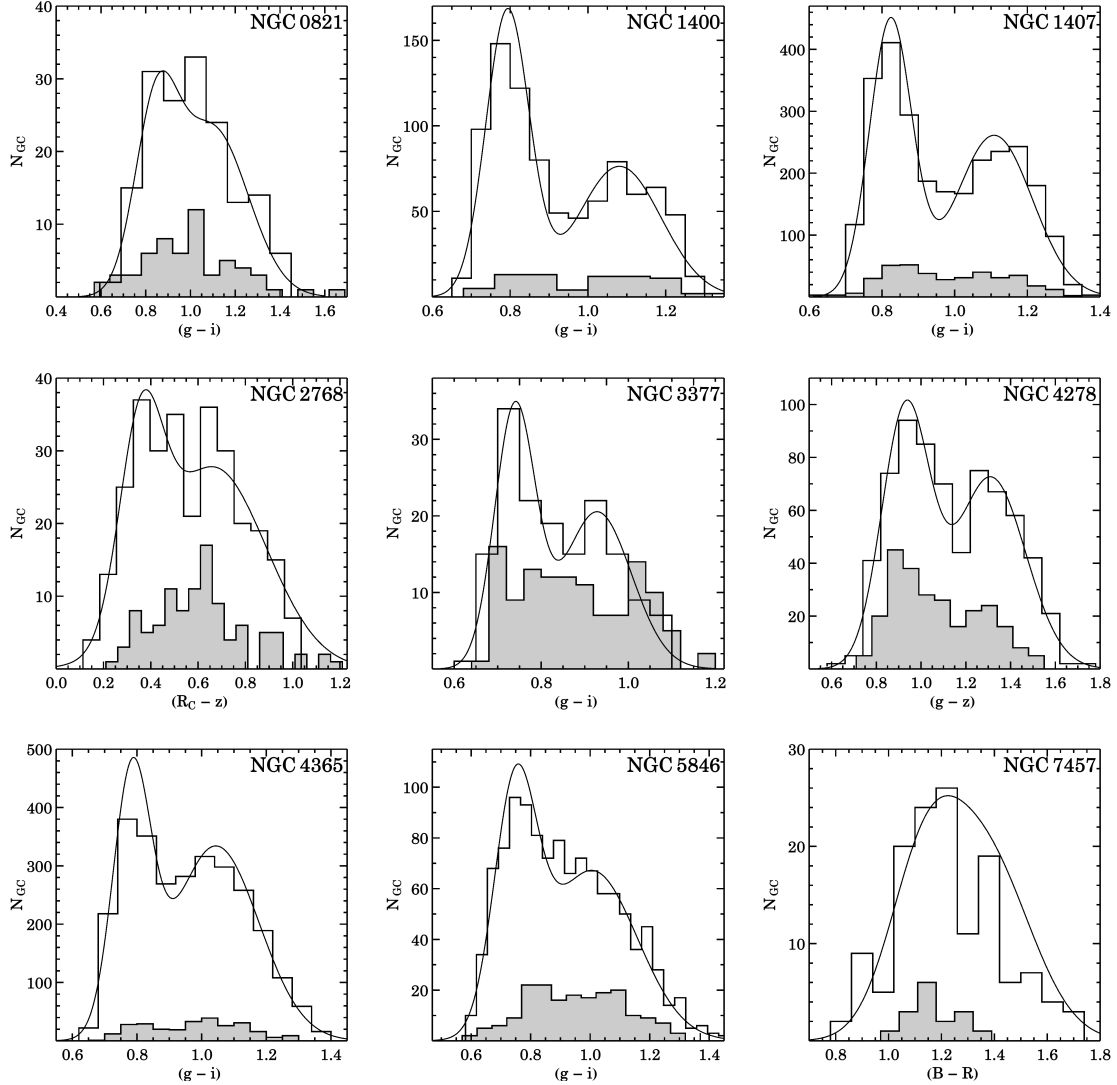 NGC 0821
N_GC
40
30
20
10
0.4 0.6 0.8 1.0 1.2 1.4 1.6
(g – i)
NGC 1400
N_GC
150
100
50
0.6 0.8 1.0 1.2
(g – i)
NGC 1407
N_GC
400
300
200
100
0.6 0.8 1.0 1.2 1.4
(g – i)
NGC 2768
N_GC
40
30
20
10
0.0 0.2 0.4 0.6 0.8 1.0 1.2
(R_C – z)
NGC 3377
N_GC
30
20
10
0.6 0.8 1.0 1.2
(g – i)
NGC 4278
N_GC
100
80
60
40
20
0.6 0.8 1.0 1.2 1.4 1.6 1.8
(g – z)
NGC 4365
N_GC
500
400
300
200
100
0.6 0.8 1.0 1.2 1.4
(g – i)
NGC 5846
N_GC
100
80
60
40
20
0.6 0.8 1.0 1.2 1.4
(g – i)
NGC 7457
N_GC
30
20
10
0.8 1.0 1.2 1.4 1.6 1.8
(B – R)